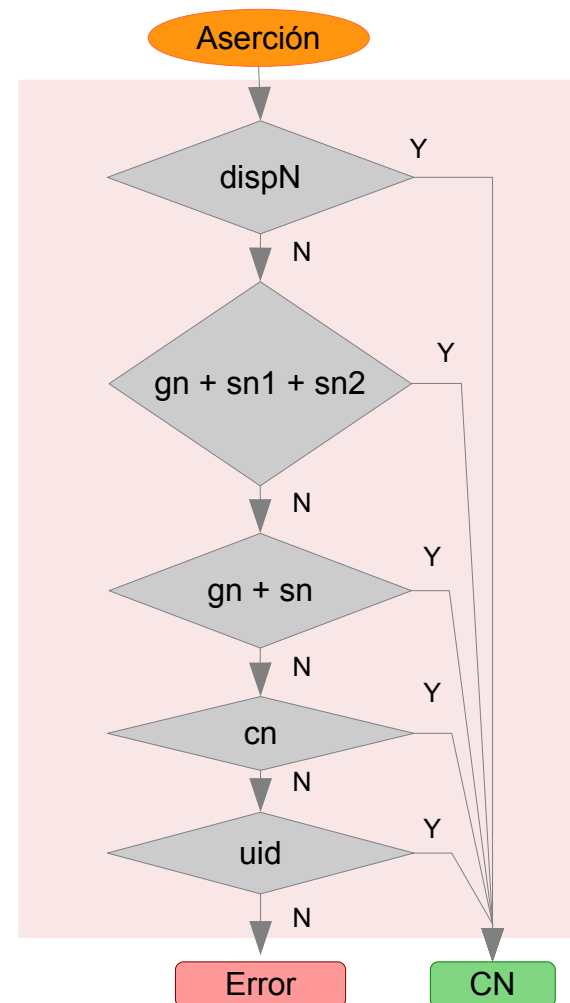 Aserción
Y
dispN
N
Y
gn + sn1 + sn2
N
Y
gn + sn
N
Y
cn
N
Y
uid
N
Error
CN